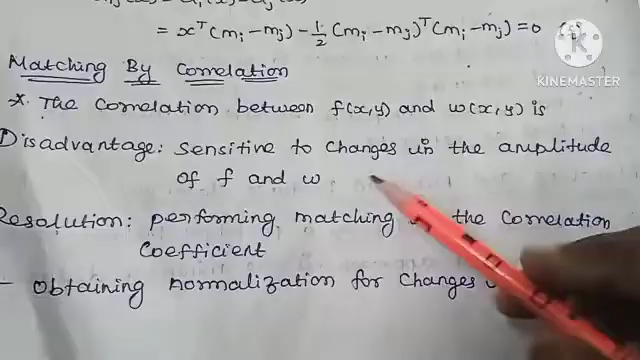 = x^T (m_i - m_j) - 1/2 (m_i - m_j)^T (m_i - m_j) = 0
KINEMASTER
Matching By Correlation
* The Correlation between f(x,y) and w(x,y) is
Disadvantage: Sensitive to changes in the amplitude
of f and w
Resolution: performing matching the Correlation
Coefficient
- Obtaining normalization for changes